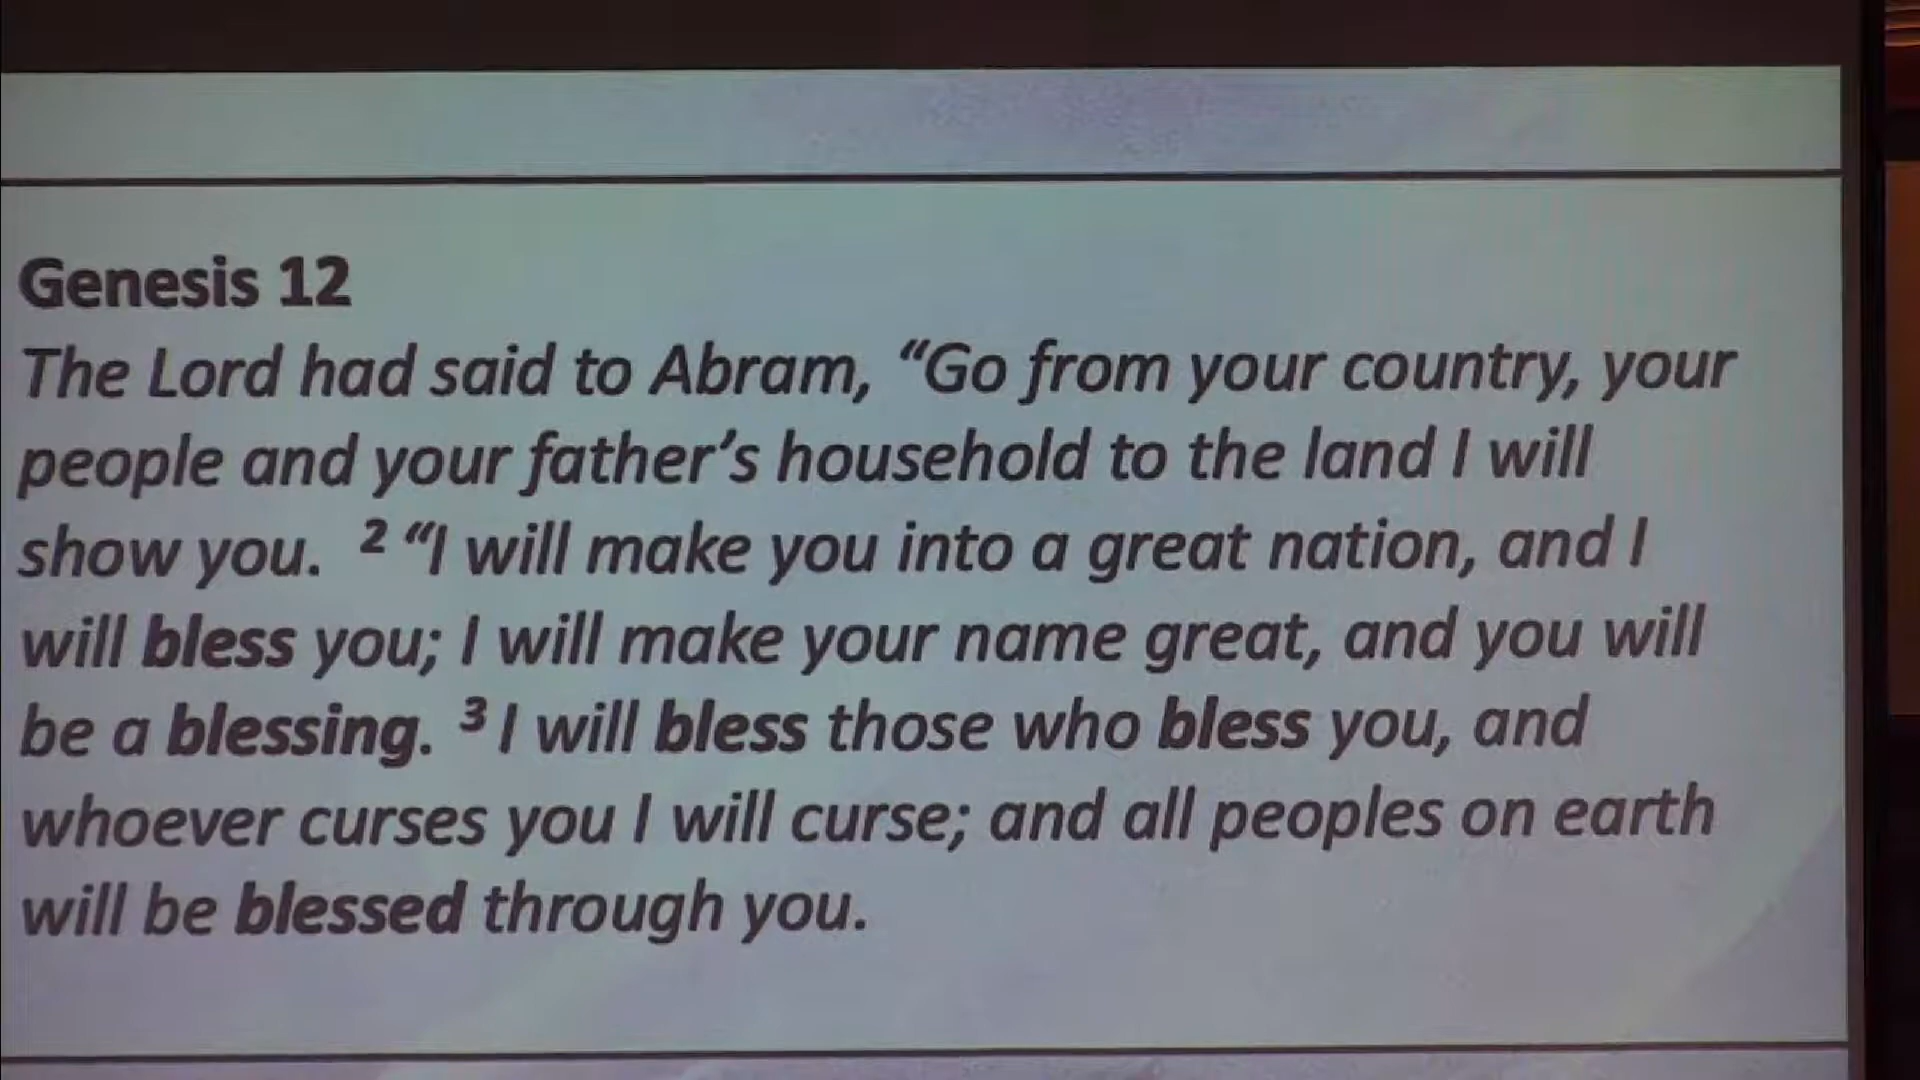 Genesis 12
The Lord had said to Abram, “Go from your country, your
people and your father’s household to the land I will
show you. ² “I will make you into a great nation, and I
will bless you; I will make your name great, and you will
be a blessing. ³ I will bless those who bless you, and
whoever curses you I will curse; and all peoples on earth
will be blessed through you.